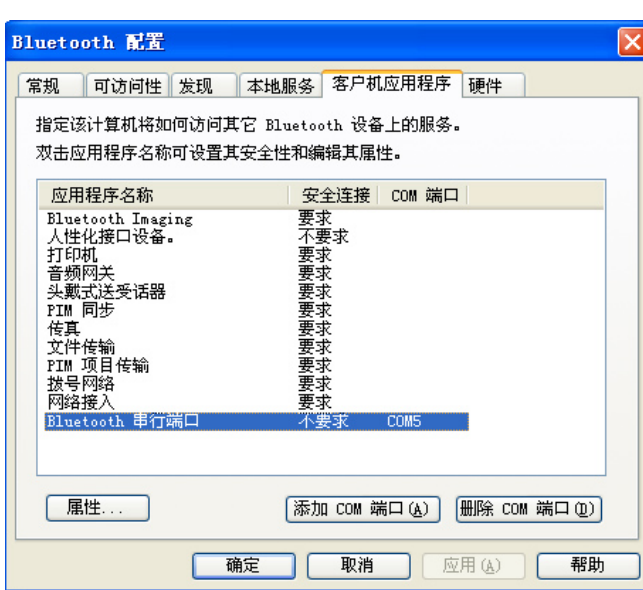 Bluetooth 配置
常规 可访问性 发现 本地服务 客户机应用程序 硬件
指定该计算机将如何访问其它 Bluetooth 设备上的服务。
双击应用程序名称可设置其安全性和编辑其属性。
应用程序名称 安全连接 COM 端口
Bluetooth Imaging 要求
人性化接口设备。 不要求
打印机 要求
音频网关 要求
头戴式送受话器 要求
PIM 同步 要求
传真 要求
文件传输 要求
PIM 项目传输 要求
拨号网络 要求
网络接入 要求
Bluetooth 串行端口 不要求 COM5
属性... 添加 COM 端口(A) 删除 COM 端口(D)
确定 取消 应用(A) 帮助